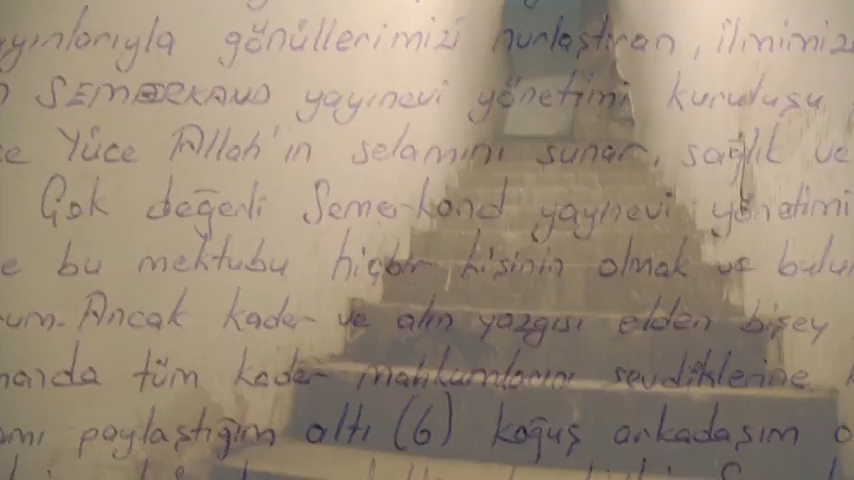 yayınlarıyla gönüllerimizi nurlaştıran, ilmimizi
SEMERKAND yayınevi yönetimi kuruluşu
Yüce Allah'ın selamını sunar, sağlık ve
Çok değerli Semerkand yayınevi yönetimi
bu mektubu hiçbir kişinin olmak ve
Ancak kader ve alın yazgısı elden bişey
tüm kader mahkumlarını sevdiklerine
paylaştığım altı (6) koğuş arkadaşım